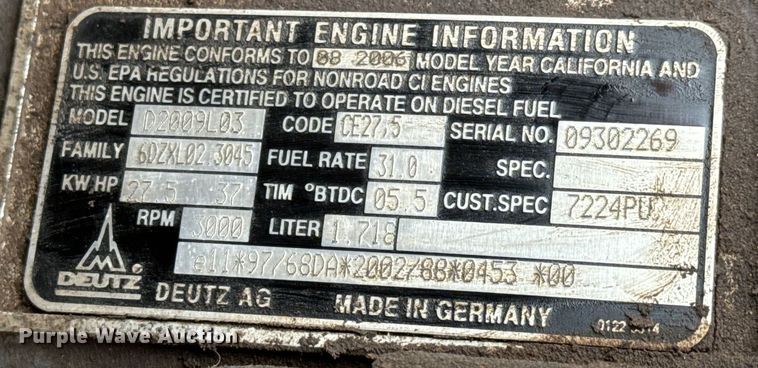 IMPORTANT ENGINE INFORMATION
THIS ENGINE CONFORMS TO 88 2006 MODEL YEAR CALIFORNIA AND
U.S. EPA REGULATIONS FOR NONROAD CI ENGINES
THIS ENGINE IS CERTIFIED TO OPERATE ON DIESEL FUEL
MODEL D2009L03 CODE CE27,5 SERIAL NO. 09302269
FAMILY 6DZXL02.3045 FUEL RATE 31.0 SPEC.
KW HP 27.5 37 TIM °BTDC 05.5 CUST.SPEC 7224PU
RPM 3000 LITER 1.718
e11*97/68DA*2002/88*0453 *00
DEUTZ
DEUTZ AG MADE IN GERMANY 0122
Purple Wave Auction